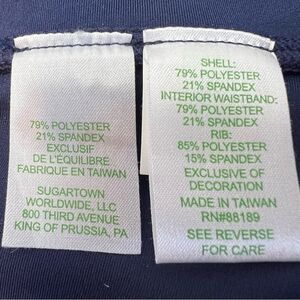 79% POLYESTER
21% SPANDEX
EXCLUSIF
DE L'ÉQUILIBRE
FABRIQUE EN TAIWAN
SUGARTOWN
WORLDWIDE, LLC
800 THIRD AVENUE
KING OF PRUSSIA, PA
SHELL:
79% POLYESTER
21% SPANDEX
INTERIOR WAISTBAND:
79% POLYESTER
21% SPANDEX
RIB:
85% POLYESTER
15% SPANDEX
EXCLUSIVE OF
DECORATION
MADE IN TAIWAN
RN#88189
SEE REVERSE
FOR CARE